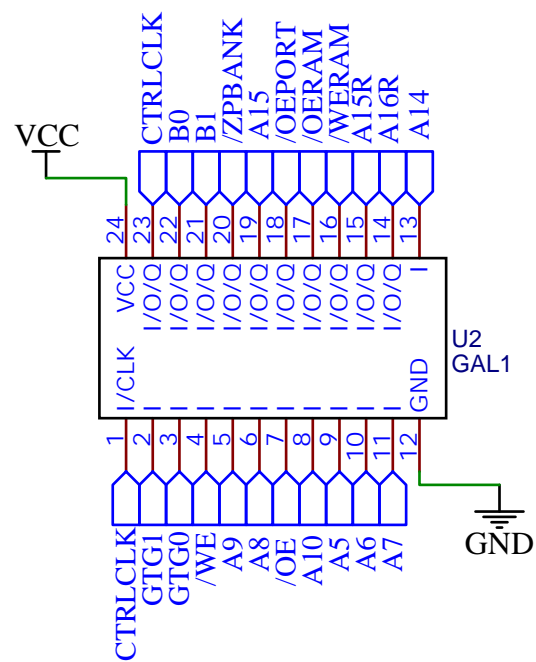 CTRLCLK
B0
B1
/ZPBANK
A15
/OEPORT
/OERAM
/WERAM
A15R
A16R
A14
VCC
24
23
22
21
20
19
18
17
16
15
14
13
VCC
I/O/Q
I/O/Q
I/O/Q
I/O/Q
I/O/Q
I/O/Q
I/O/Q
I/O/Q
I/O/Q
I/O/Q
I
U2
GAL1
I/CLK
I
I
I
I
I
I
I
I
I
I
GND
1
2
3
4
5
6
7
8
9
10
11
12
CTRLCLK
GTG1
GTG0
/WE
A9
A8
/OE
A10
A5
A6
A7
GND